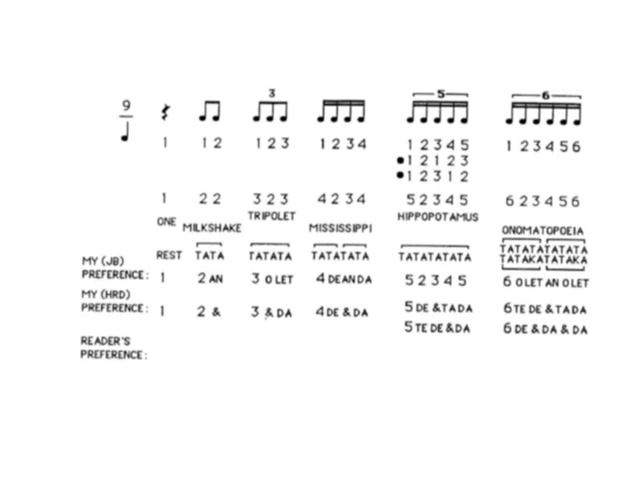 3 5 6
9
1 1 2 1 2 3 1 2 3 4 1 2 3 4 5 1 2 3 4 5 6
●1 2 1 2 3
●1 2 3 1 2
1 2 2 3 2 3 4 2 3 4 5 2 3 4 5 6 2 3 4 5 6
ONE MILKSHAKE TRIPOLET MISSISSIPPI HIPPOPOTAMUS ONOMATOPOEIA
REST TATA TATATA TATATATA TATATATATA TATATATATATA
TATAKATATAKA
MY (JB)
PREFERENCE: 1 2 AN 3 O LET 4 DE AN DA 5 2 3 4 5 6 O LET AN O LET
MY (HRD)
PREFERENCE: 1 2 & 3 & DA 4 DE & DA 5 DE & TA DA 6 TE DE & TA DA
5 TE DE & DA 6 DE & DA & DA
READER'S
PREFERENCE: